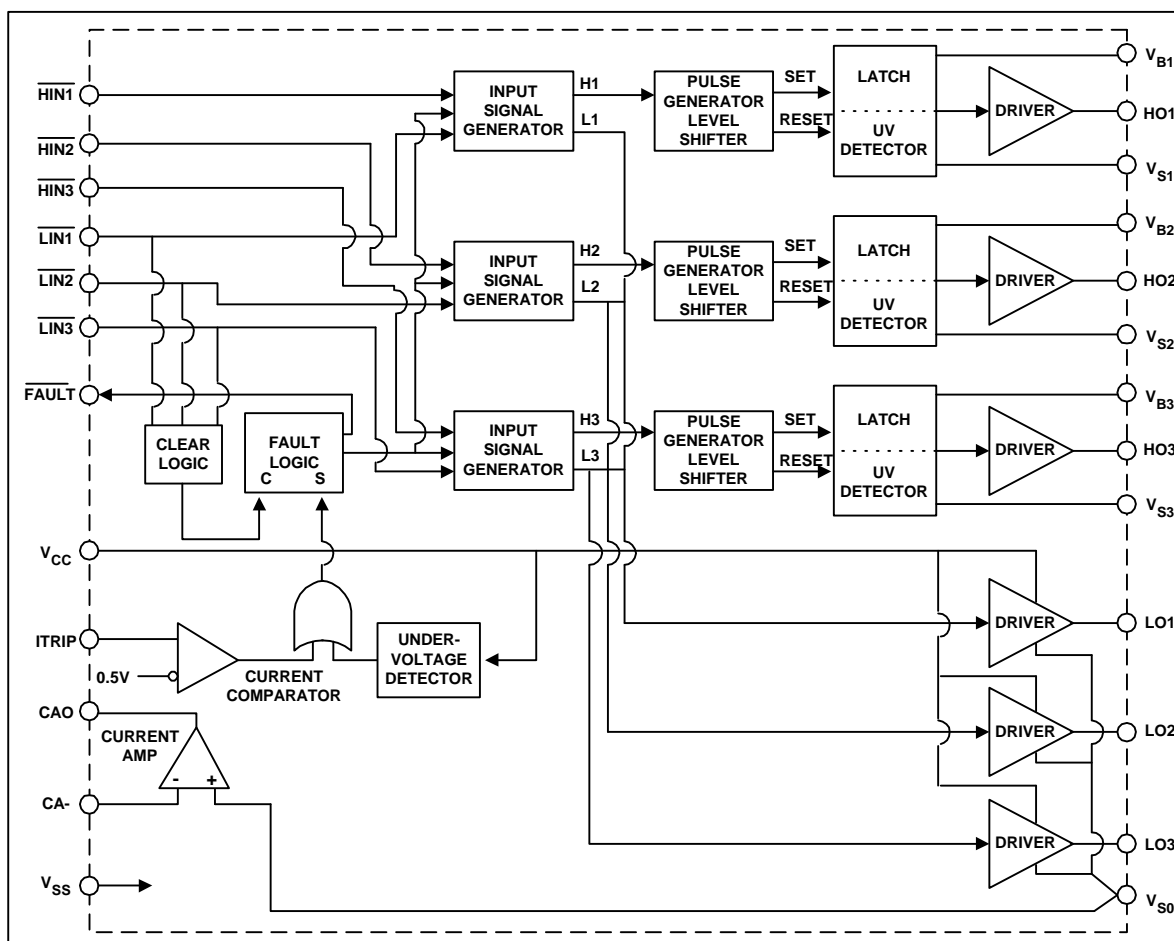 HIN1
HIN2
HIN3
LIN1
LIN2
LIN3
FAULT
VCC
ITRIP
0.5V
CAO
CA-
VSS
CLEAR
LOGIC
FAULT
LOGIC
C S
CURRENT
COMPARATOR
UNDER-
VOLTAGE
DETECTOR
CURRENT
AMP
- +
INPUT
SIGNAL
GENERATOR
H1
L1
PULSE
GENERATOR
LEVEL
SHIFTER
SET
RESET
LATCH
UV
DETECTOR
DRIVER
VB1
HO1
VS1
INPUT
SIGNAL
GENERATOR
H2
L2
PULSE
GENERATOR
LEVEL
SHIFTER
SET
RESET
LATCH
UV
DETECTOR
DRIVER
VB2
HO2
VS2
INPUT
SIGNAL
GENERATOR
H3
L3
PULSE
GENERATOR
LEVEL
SHIFTER
SET
RESET
LATCH
UV
DETECTOR
DRIVER
VB3
HO3
VS3
DRIVER
LO1
DRIVER
LO2
DRIVER
LO3
VS0